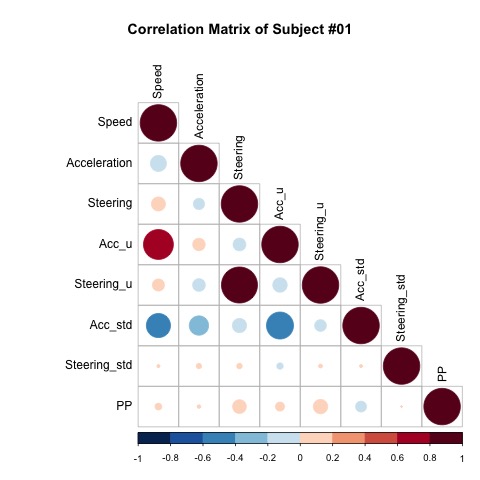 Correlation Matrix of Subject #01
Speed
Acceleration
Steering
Acc_u
Steering_u
Acc_std
Steering_std
PP
Speed
Acceleration
Steering
Acc_u
Steering_u
Acc_std
Steering_std
PP
-1 -0.8 -0.6 -0.4 -0.2 0 0.2 0.4 0.6 0.8 1